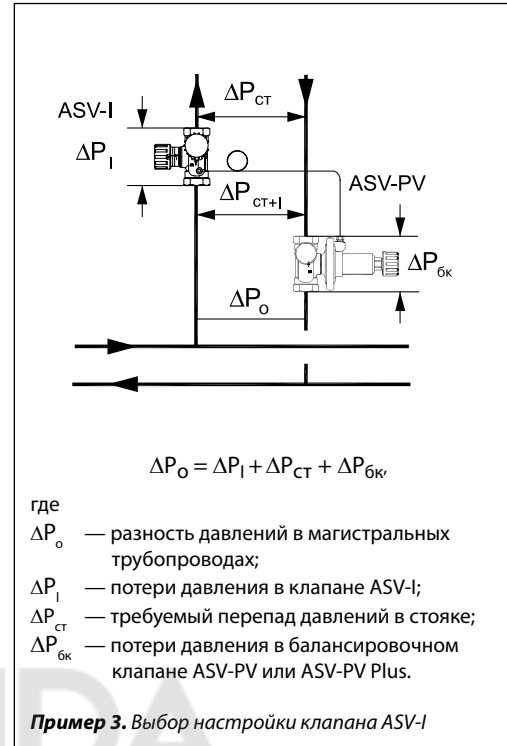 ΔPст
ASV-I
ΔPI
ASV-PV
ΔPст+I
ΔPбк
ΔPо
ΔPо = ΔPI + ΔPст + ΔPбк,
где
ΔPо — разность давлений в магистральных
трубопроводах;
ΔPI — потери давления в клапане ASV-I;
ΔPст — требуемый перепад давлений в стояке;
ΔPбк — потери давления в балансировочном
клапане ASV-PV или ASV-PV Plus.
Пример 3. Выбор настройки клапана ASV-I